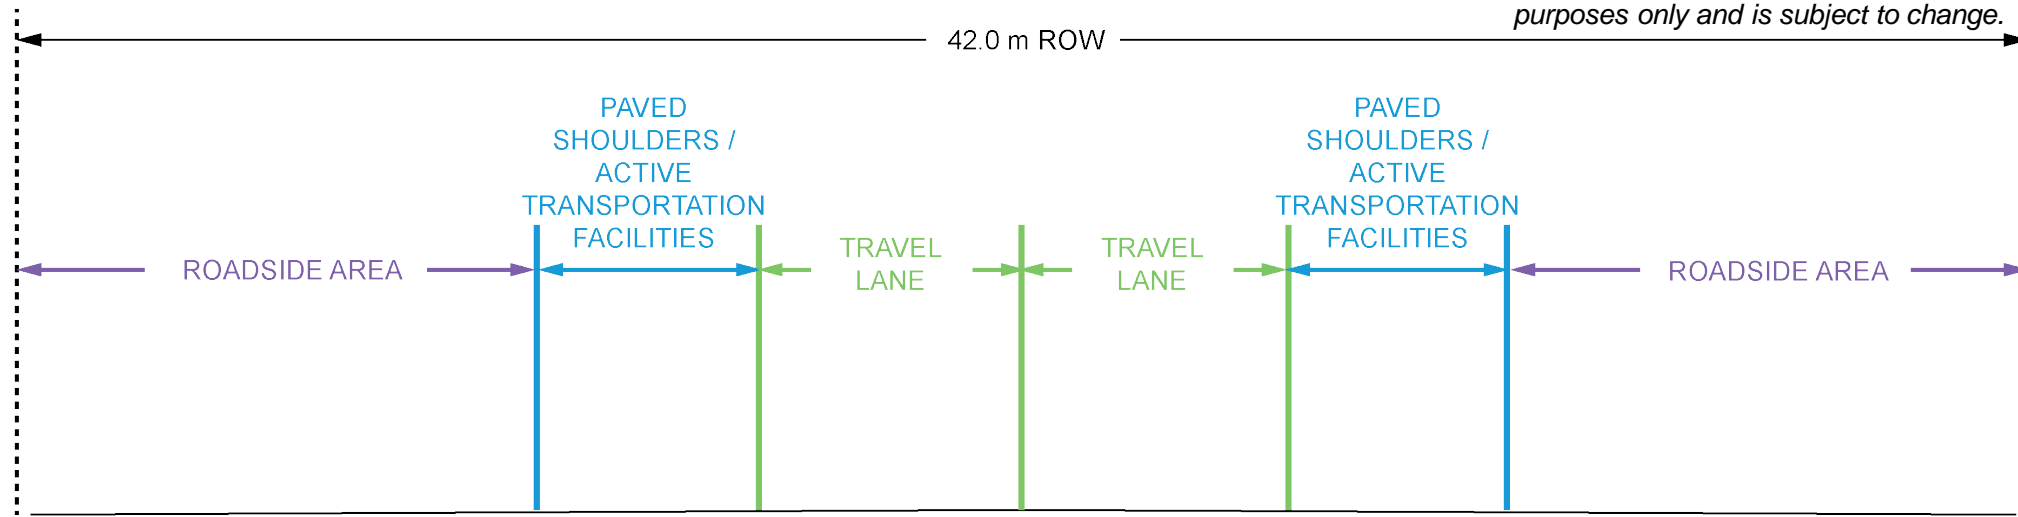 purposes only and is subject to change.
42.0 m ROW
PAVED
SHOULDERS /
ACTIVE
TRANSPORTATION
FACILITIES
PAVED
SHOULDERS /
ACTIVE
TRANSPORTATION
FACILITIES
ROADSIDE AREA
TRAVEL
LANE
TRAVEL
LANE
ROADSIDE AREA